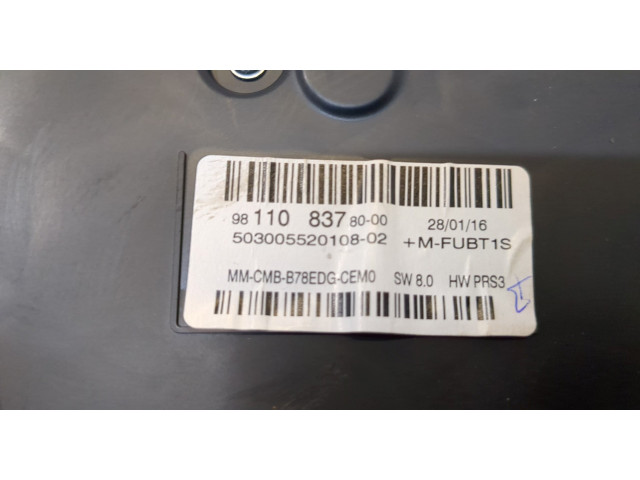 98 110 837 80-00 28/01/16
503005520108-02 +M-FUBT1S
MM-CMB-B78EDG-CEM0 SW 8.0 HW PRS3